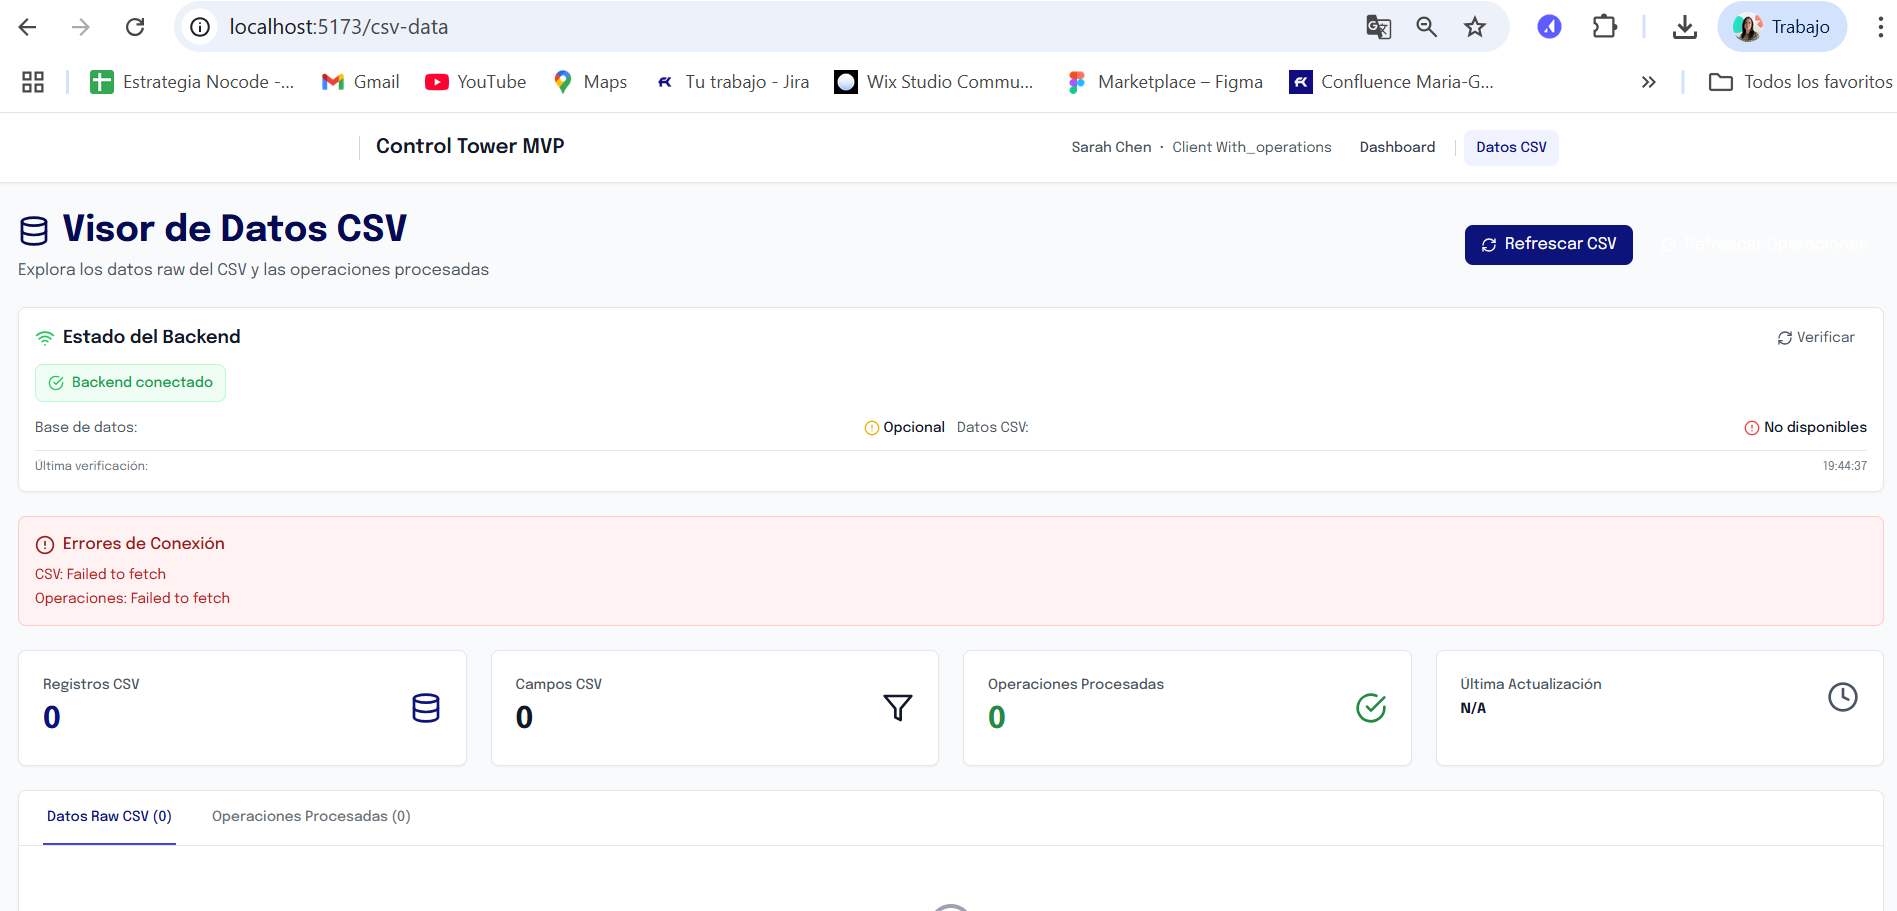 localhost:5173/csv-data
Trabajo
Estrategia Nocode -...
Gmail
YouTube
Maps
Tu trabajo - Jira
Wix Studio Commu...
Marketplace – Figma
Confluence Maria-G...
Todos los favoritos
Control Tower MVP
Sarah Chen · Client With_operations
Dashboard
Datos CSV
Visor de Datos CSV
Explora los datos raw del CSV y las operaciones procesadas
Refrescar CSV
Refrescar Operaciones
Estado del Backend
Verificar
Backend conectado
Base de datos:
Opcional
Datos CSV:
No disponibles
Última verificación:
19:44:37
Errores de Conexión
CSV: Failed to fetch
Operaciones: Failed to fetch
Registros CSV
0
Campos CSV
0
Operaciones Procesadas
0
Última Actualización
N/A
Datos Raw CSV (0)
Operaciones Procesadas (0)